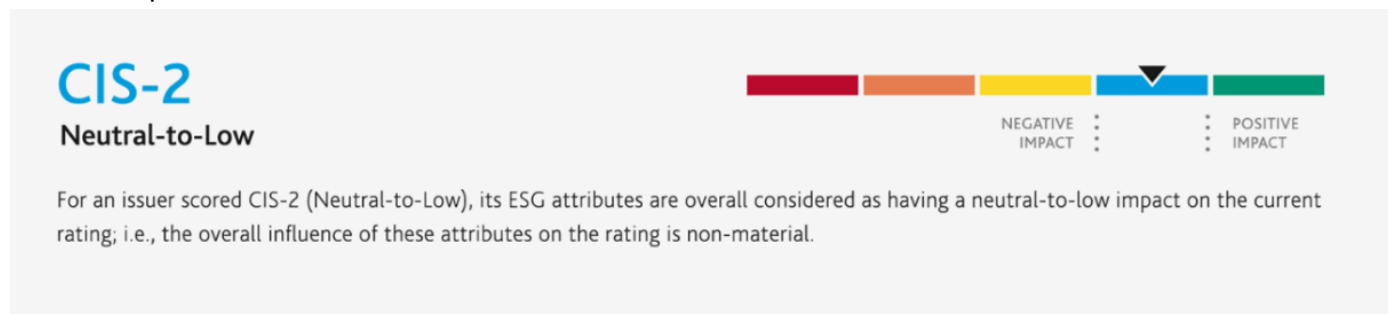 CIS-2
Neutral-to-Low
NEGATIVE
IMPACT
POSITIVE
IMPACT
For an issuer scored CIS-2 (Neutral-to-Low), its ESG attributes are overall considered as having a neutral-to-low impact on the current
rating; i.e., the overall influence of these attributes on the rating is non-material.